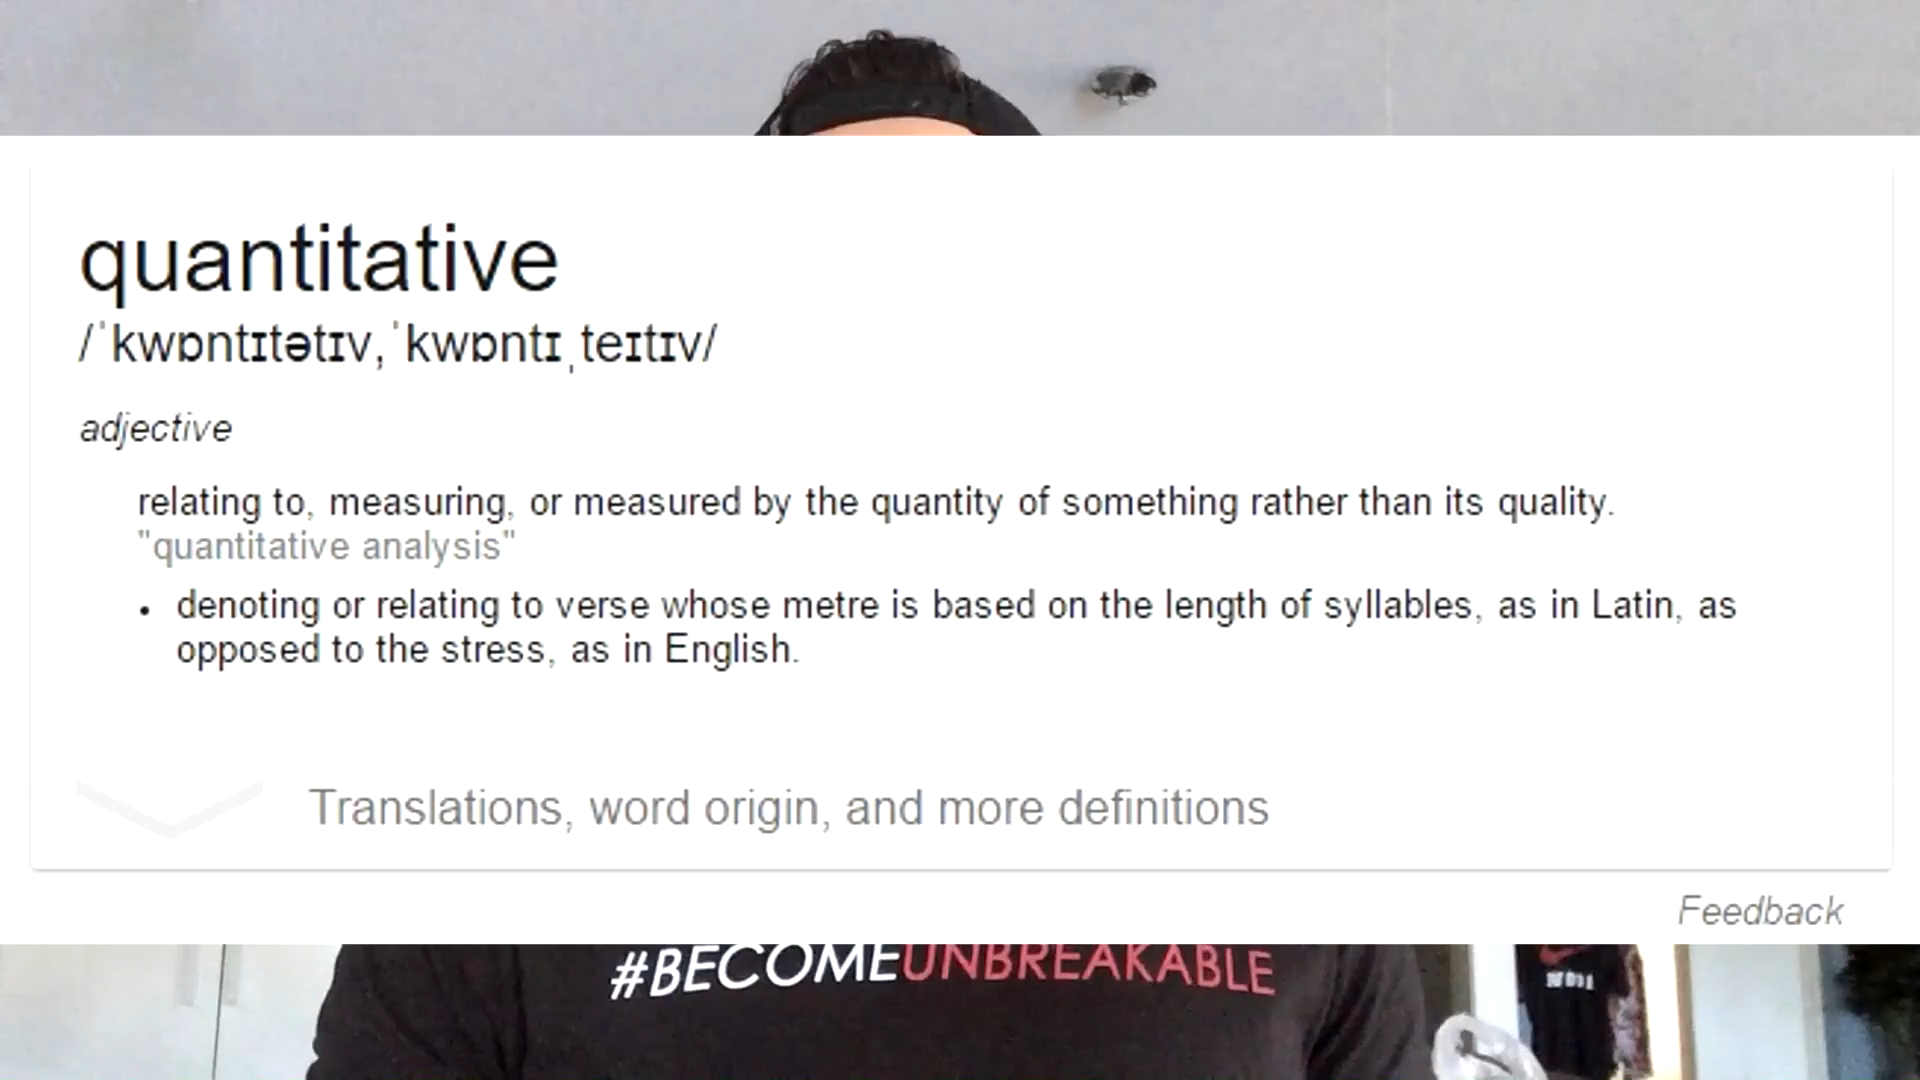 quantitative
/ˈkwɒntɪtətɪv,ˈkwɒntɪˌteɪtɪv/
adjective
relating to, measuring, or measured by the quantity of something rather than its quality.
"quantitative analysis"
• denoting or relating to verse whose metre is based on the length of syllables, as in Latin, as
opposed to the stress, as in English.
Translations, word origin, and more definitions
Feedback
#BECOMEUNBREAKABLE